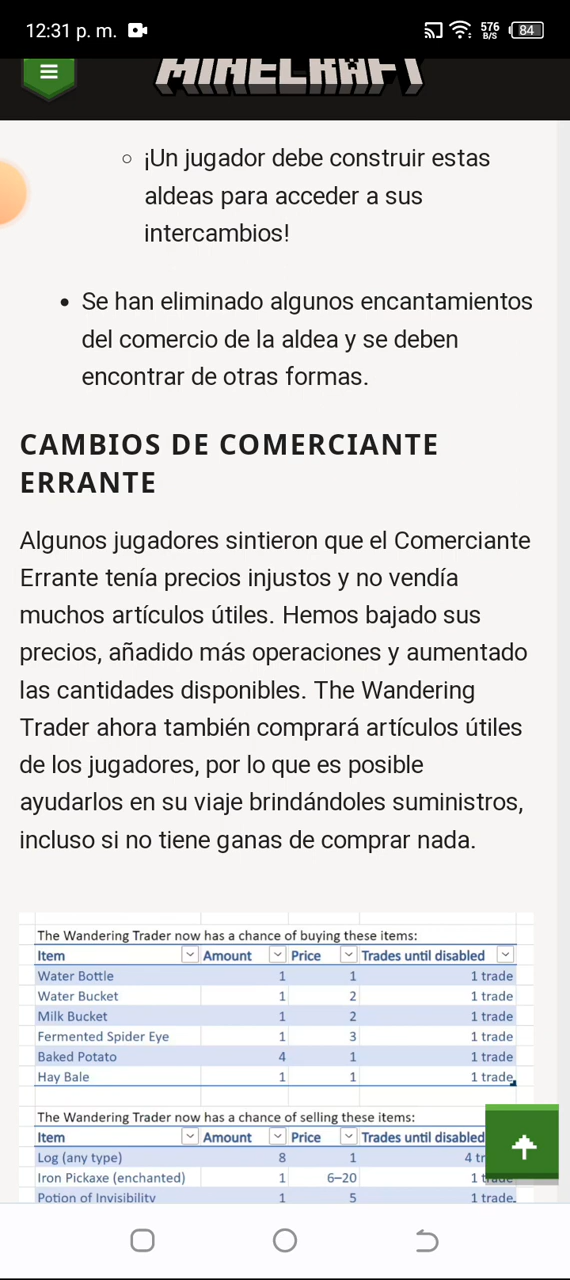 12:31 p. m.
576
B/S
84
MINECRAFT
¡Un jugador debe construir estas
aldeas para acceder a sus
intercambios!
Se han eliminado algunos encantamientos
del comercio de la aldea y se deben
encontrar de otras formas.
CAMBIOS DE COMERCIANTE
ERRANTE
Algunos jugadores sintieron que el Comerciante
Errante tenía precios injustos y no vendía
muchos artículos útiles. Hemos bajado sus
precios, añadido más operaciones y aumentado
las cantidades disponibles. The Wandering
Trader ahora también comprará artículos útiles
de los jugadores, por lo que es posible
ayudarlos en su viaje brindándoles suministros,
incluso si no tiene ganas de comprar nada.
The Wandering Trader now has a chance of buying these items:
Item Amount Price Trades until disabled
Water Bottle 1 1 1 trade
Water Bucket 1 2 1 trade
Milk Bucket 1 2 1 trade
Fermented Spider Eye 1 3 1 trade
Baked Potato 4 1 1 trade
Hay Bale 1 1 1 trade
The Wandering Trader now has a chance of selling these items:
Item Amount Price Trades until disabled
Log (any type) 8 1 4 tr
Iron Pickaxe (enchanted) 1 6–20 1 trade
Potion of Invisibility 1 5 1 trade